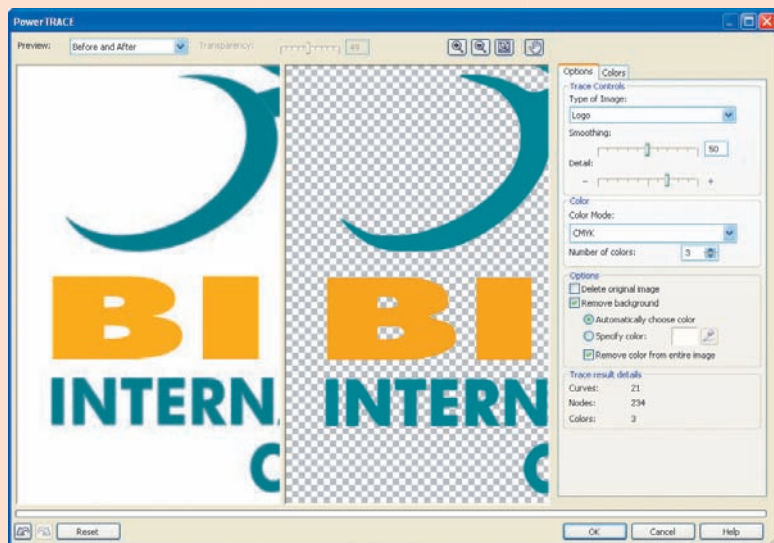 PowerTRACE
Preview: Before and After Transparency: 49
Options Colors
Trace Controls
Type of Image:
Logo
Smoothing:
50
Detail:
- +
Color
Color Mode:
CMYK
Number of colors: 3
Options
Delete original image
Remove background
Automatically choose color
Specify color:
Remove color from entire image
Trace result details
Curves: 21
Nodes: 234
Colors: 3
BI BI
INTERNA INTERN
C C
Reset OK Cancel Help